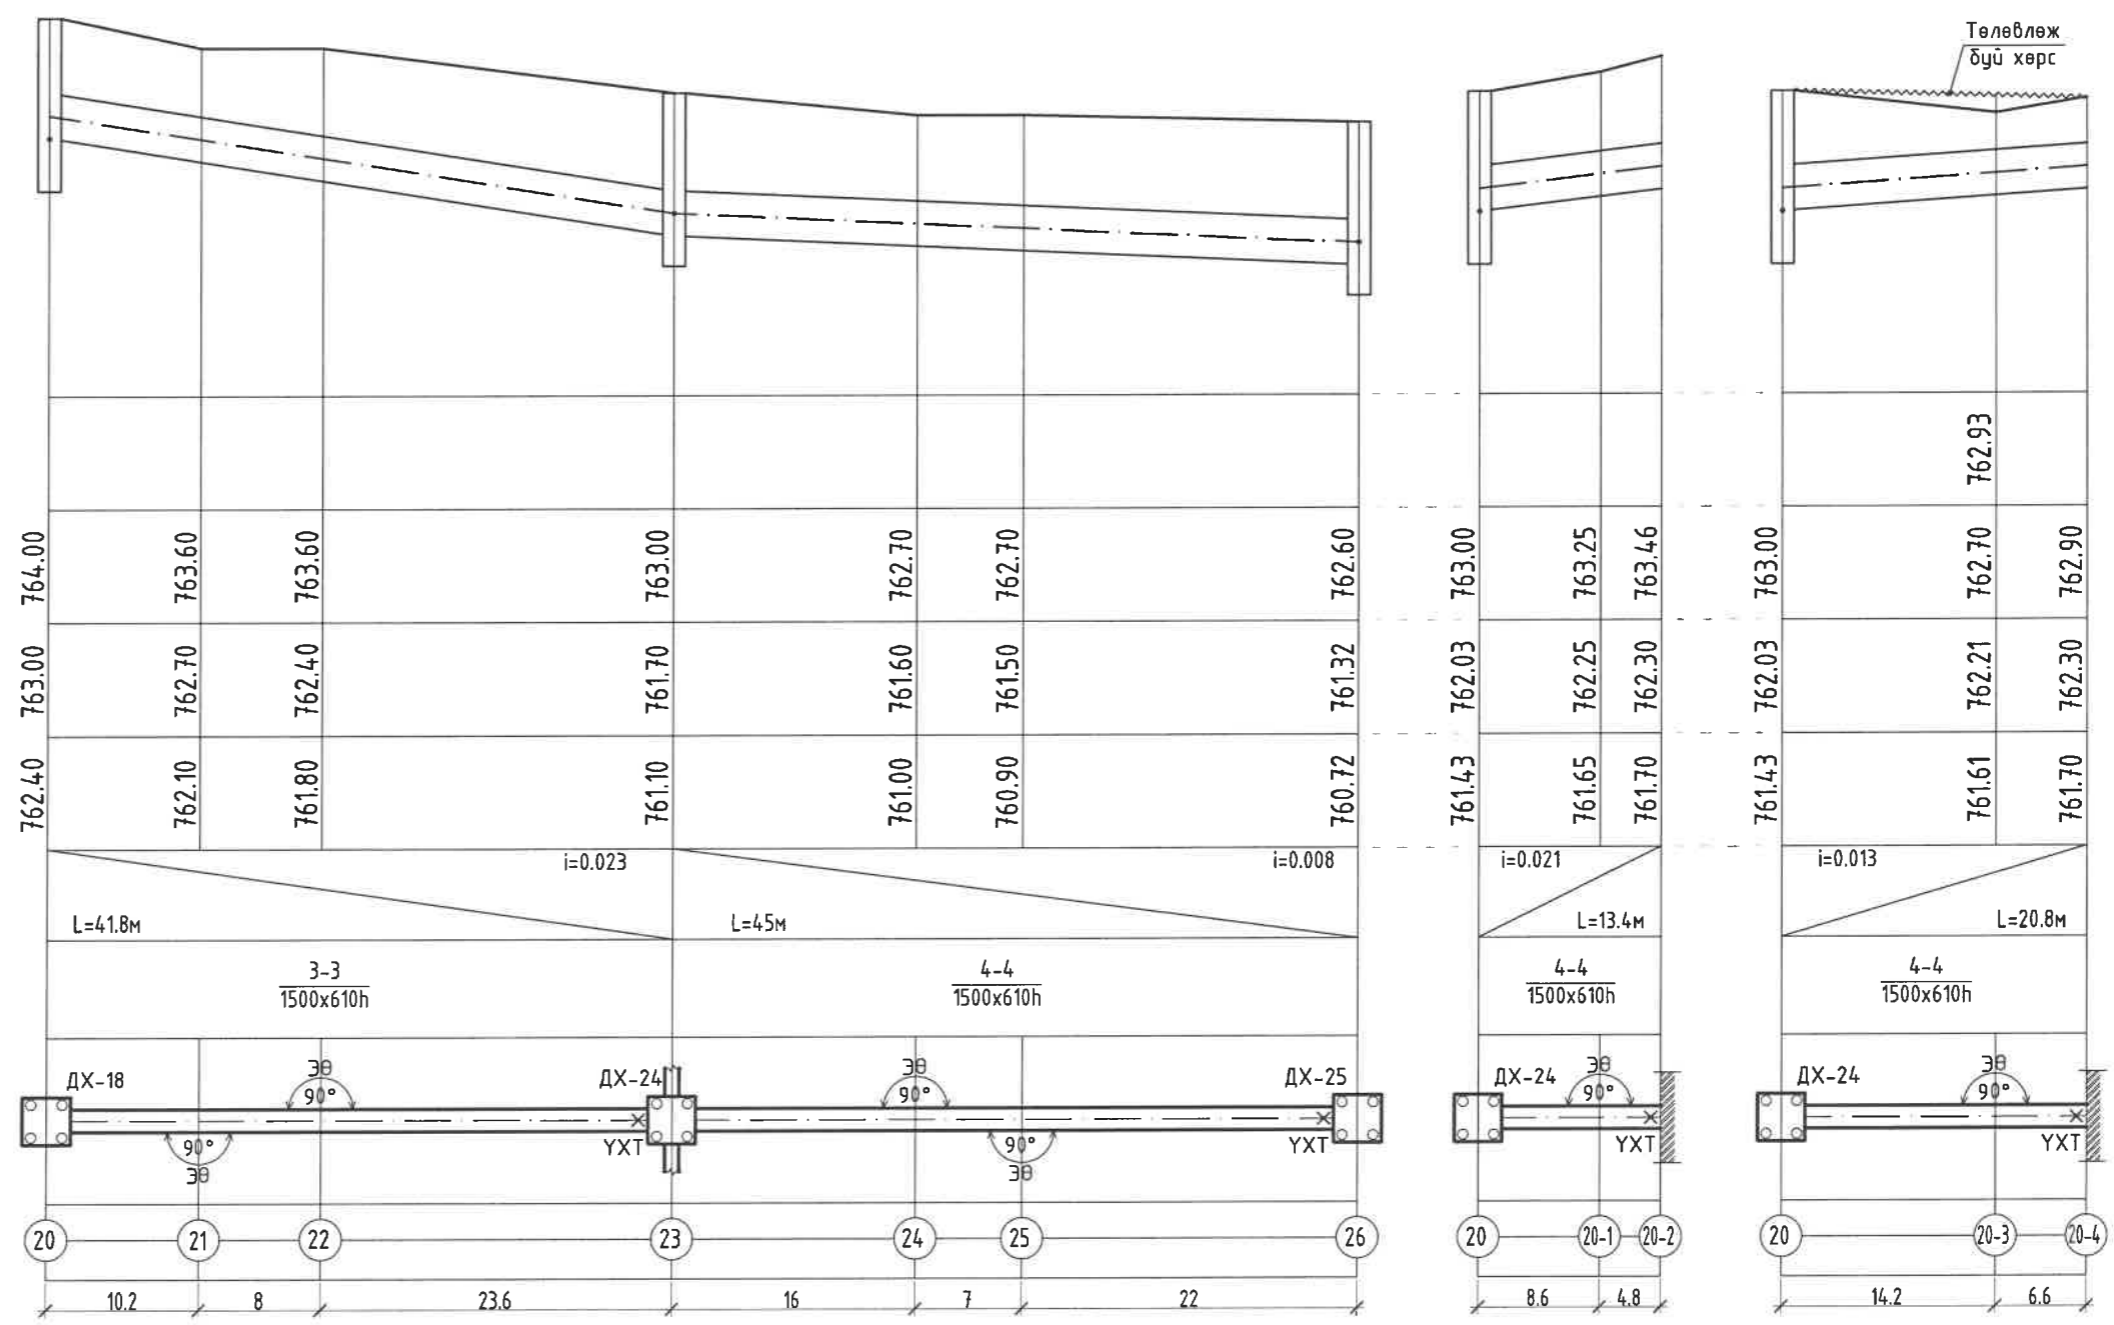 Төлөвлөж
буй хөрс
762.93
764.00 763.60 763.60 763.00 762.70 762.70 762.60 763.00 763.25 763.46 763.00 762.70 762.90
763.00 762.70 762.40 761.70 761.60 761.50 761.32 762.03 762.25 762.30 762.03 762.21 762.30
762.40 762.10 761.80 761.10 761.00 760.90 760.72 761.43 761.65 761.70 761.43 761.61 761.70
i=0.023 i=0.008 i=0.021 i=0.013
L=41.8м L=45м L=13.4м L=20.8м
3-3 4-4 4-4 4-4
1500x610h 1500x610h 1500x610h 1500x610h
ЭӨ ЭӨ ЭӨ ЭӨ
ДХ-18 ДХ-24 ДХ-25 ДХ-24 ДХ-24
90° 90° 90° 90°
90° ҮХТ 90° ҮХТ ҮХТ ҮХТ
ЭӨ ЭӨ
20 21 22 23 24 25 26 20 20-1 20-2 20 20-3 20-4
10.2 8 23.6 16 7 22 8.6 4.8 14.2 6.6